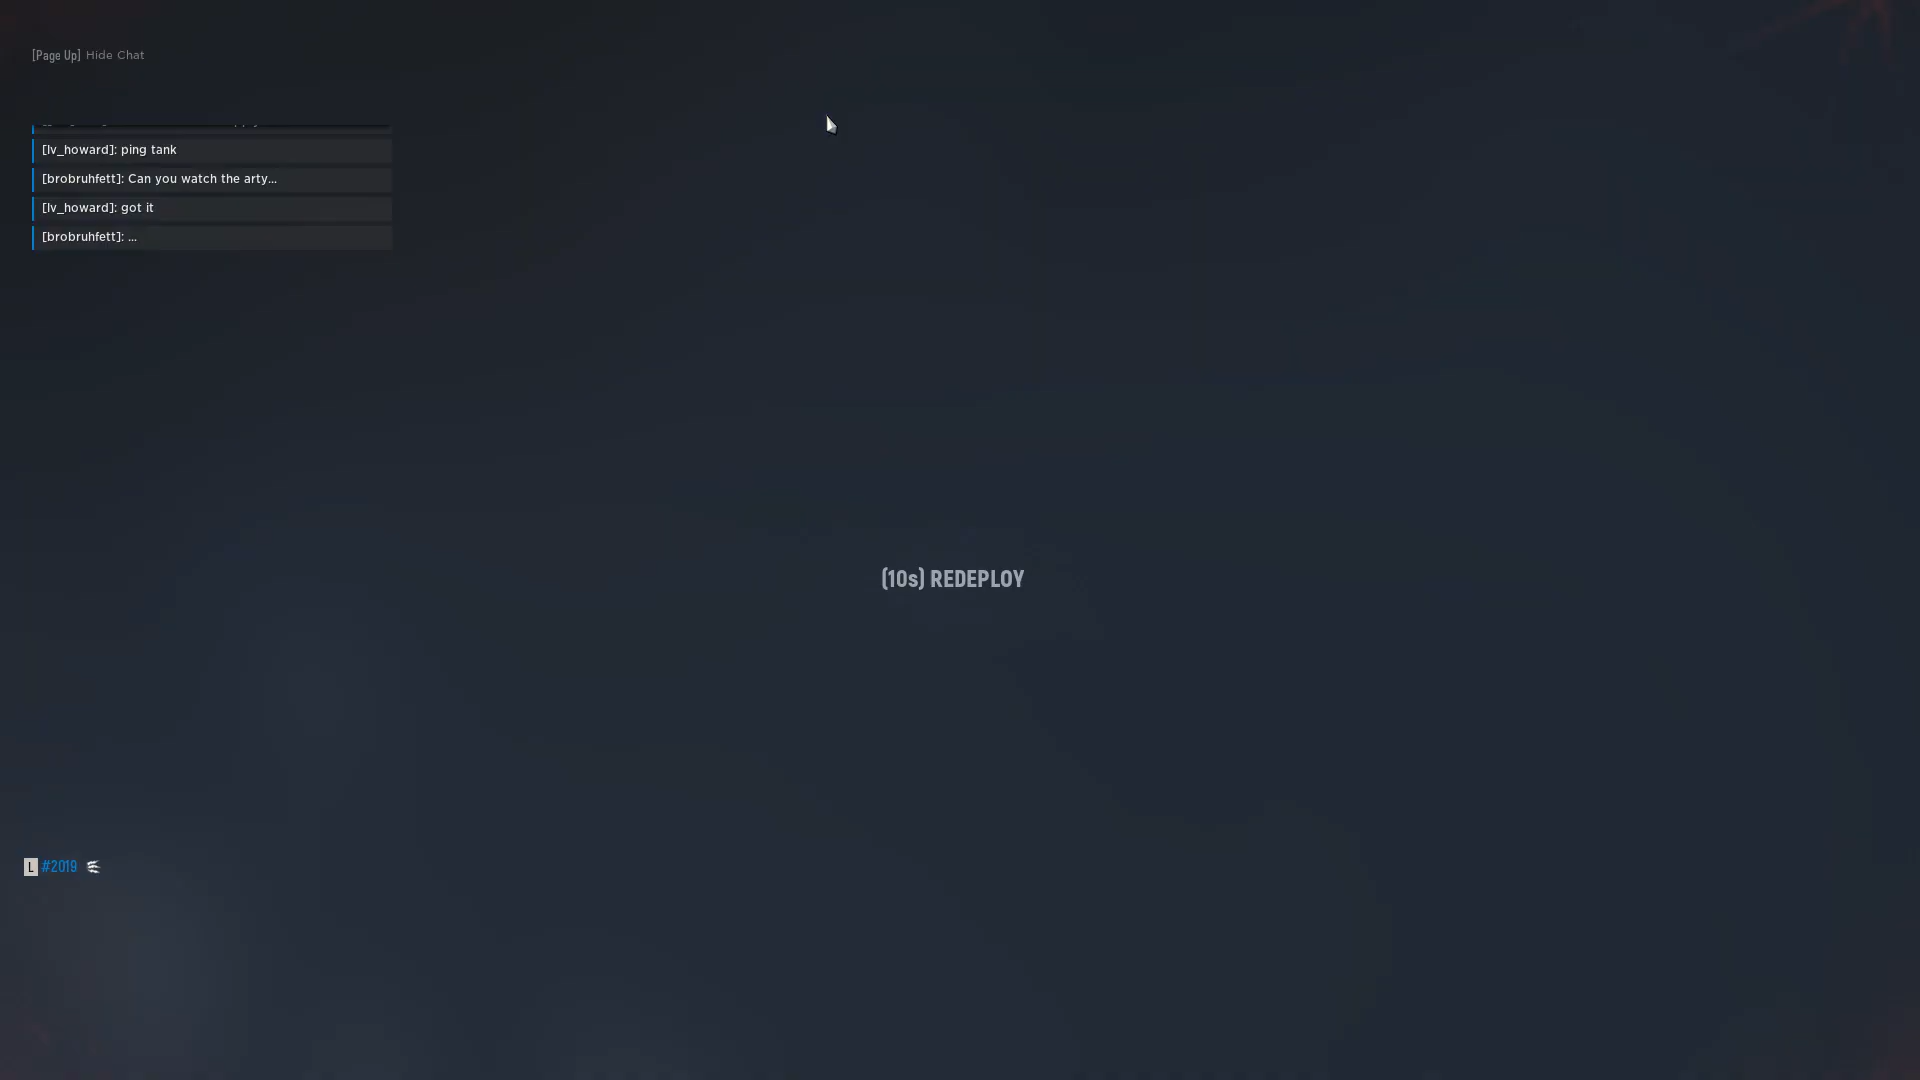 [Page Up] Hide Chat
[lv_howard]: ping tank
[brobruhfett]: Can you watch the arty...
[lv_howard]: got it
[brobruhfett]: ...
(10s) REDEPLOY
L #2019